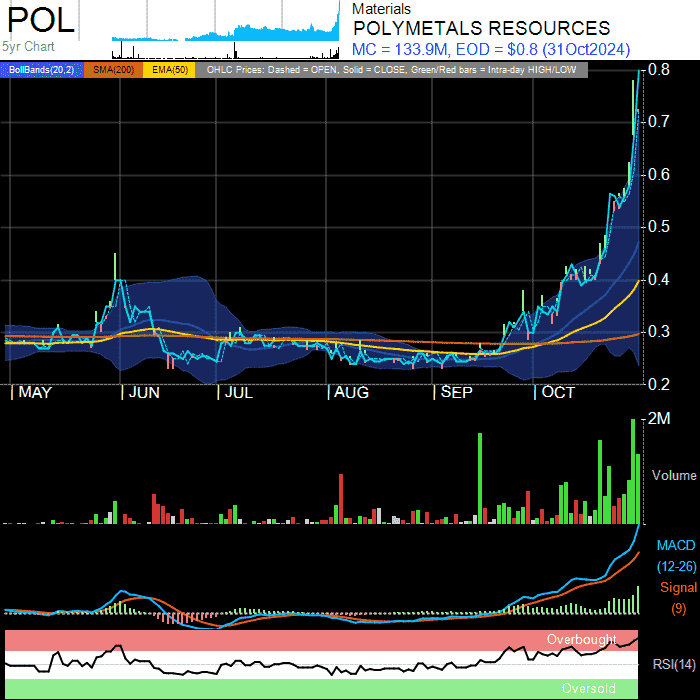 POL
5yr Chart
Materials
POLYMETALS RESOURCES
MC = 133.9M, EOD = $0.8 (31Oct2024)
BollBands(20,2) SMA(200) EMA(50) OHLC Prices: Dashed = OPEN, Solid = CLOSE, Green/Red bars = Intra-day HIGH/LOW
0.8
0.7
0.6
0.5
0.4
0.3
0.2
MAY JUN JUL AUG SEP OCT
2M
Volume
MACD
(12-26)
Signal
(9)
Overbought
RSI(14)
Oversold